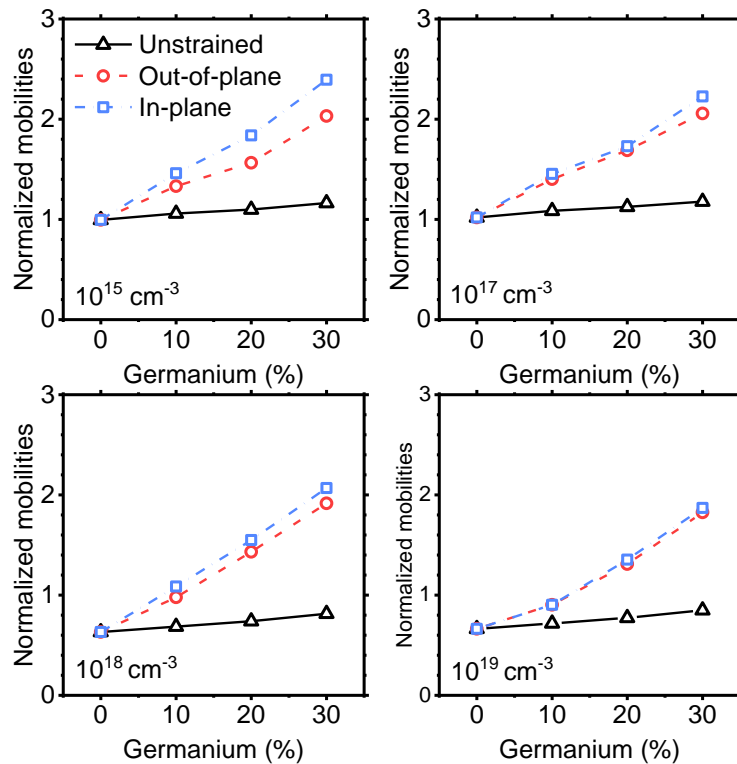 Normalized mobilities
3
2
1
0
Unstrained
Out-of-plane
In-plane
10¹⁵ cm⁻³
0 10 20 30
Germanium (%)
Normalized mobilities
3
2
1
0
10¹⁷ cm⁻³
0 10 20 30
Germanium (%)
Normalized mobilities
3
2
1
0
10¹⁸ cm⁻³
0 10 20 30
Germanium (%)
Normalized mobilities
3
2
1
0
10¹⁹ cm⁻³
0 10 20 30
Germanium (%)